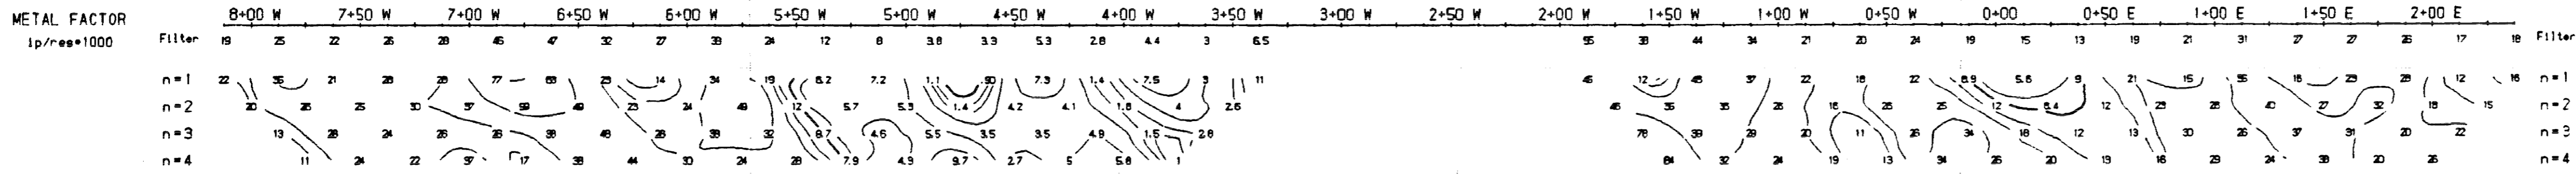 METAL FACTOR 8+00 W 7+50 W 7+00 W 6+50 W 6+00 W 5+50 W 5+00 W 4+50 W 4+00 W 3+50 W 3+00 W 2+50 W 2+00 W 1+50 W 1+00 W 0+50 W 0+00 0+50 E 1+00 E 1+50 E 2+00 E
ip/res*1000 Filter 19 25 22 26 28 46 47 32 27 39 24 12 8 3.8 3.9 5.3 2.8 4.4 3 6.5 55 38 44 34 21 20 24 19 15 13 19 21 31 27 27 26 17 18 Filter
n=1 22 36 21 28 28 77 63 29 14 34 19 8.2 7.2 1.1 .90 7.3 1.4 7.5 3 11 46 12 48 37 22 18 22 8.9 5.6 9 21 15 55 18 29 28 12 16 n=1
n=2 20 26 25 30 37 59 49 23 24 49 12 5.7 5.3 1.4 4.2 4.1 1.8 4 2.6 46 36 36 26 18 26 25 12 8.4 12 29 28 40 27 32 18 15 n=2
n=3 13 28 24 26 26 38 48 28 39 32 8.7 4.6 5.5 3.5 3.5 4.9 1.5 2.8 78 39 29 20 11 26 34 18 12 13 30 26 37 31 20 22 n=3
n=4 11 24 22 37 17 38 44 30 24 28 7.9 4.9 9.7 2.7 5 5.8 1 64 32 24 19 13 34 26 20 19 16 29 24 38 20 26 n=4